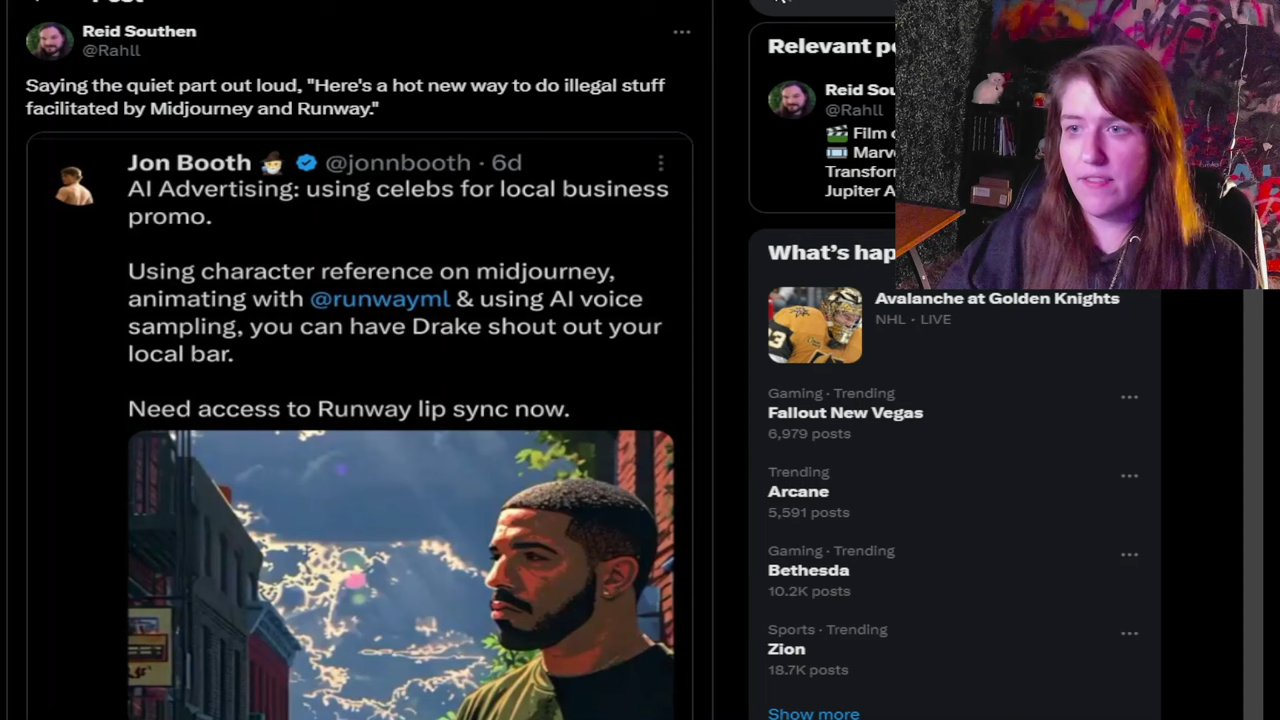 Reid Southen
@Rahll
Saying the quiet part out loud, "Here's a hot new way to do illegal stuff
facilitated by Midjourney and Runway."
Jon Booth @jonnbooth · 6d
AI Advertising: using celebs for local business
promo.
Using character reference on midjourney,
animating with @runwayml & using AI voice
sampling, you can have Drake shout out your
local bar.
Need access to Runway lip sync now.
Relevant pe
Reid Sou
@Rahll
Film
Marve
Transforn
Jupiter A
What's hap
Avalanche at Golden Knights
NHL · LIVE
Gaming · Trending
Fallout New Vegas
6,979 posts
Trending
Arcane
5,591 posts
Gaming · Trending
Bethesda
10.2K posts
Sports · Trending
Zion
18.7K posts
Show more